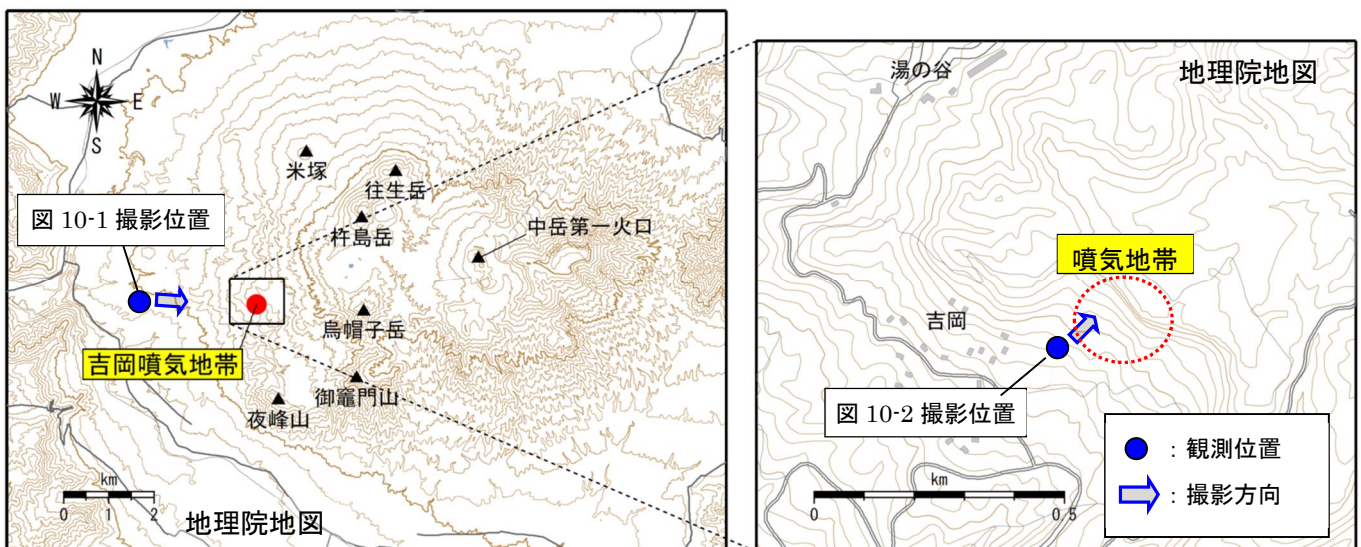 N
W
E
S
米塚
往生岳
図 10-1 撮影位置
杵島岳
中岳第一火口
烏帽子岳
吉岡噴気地帯
御竈門山
夜峰山
km
0 1 2
地理院地図
湯の谷
地理院地図
噴気地帯
吉岡
図 10-2 撮影位置
km
0 0.5
：観測位置
：撮影方向